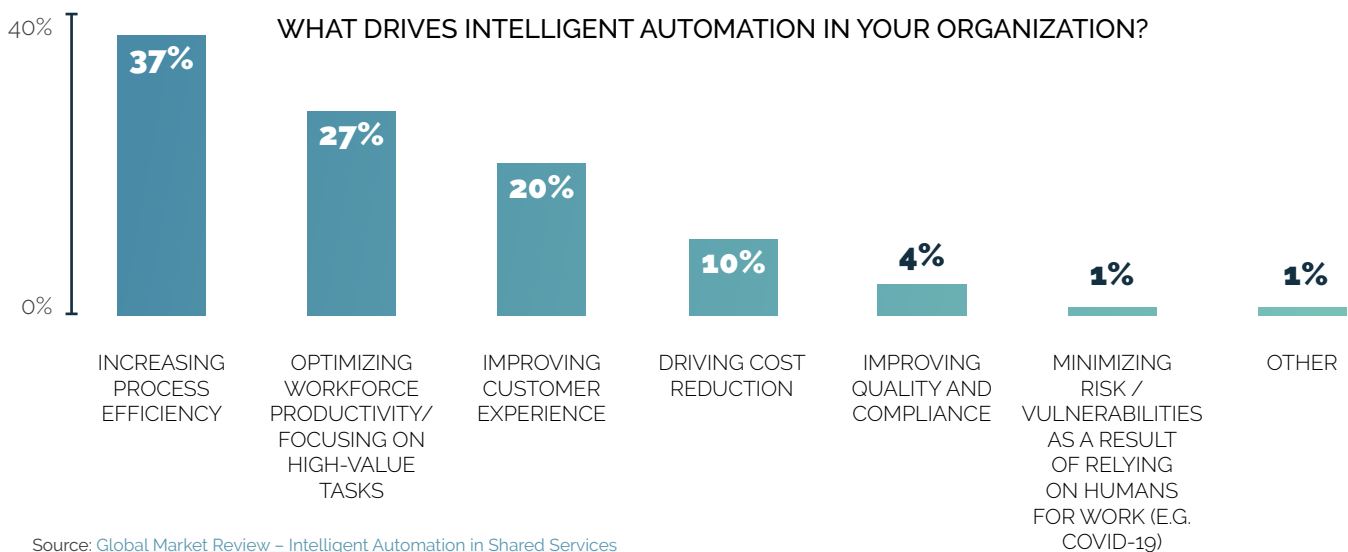 WHAT DRIVES INTELLIGENT AUTOMATION IN YOUR ORGANIZATION?
40%
0%
37%
27%
20%
10%
4%
1%
1%
INCREASING
PROCESS
EFFICIENCY
OPTIMIZING
WORKFORCE
PRODUCTIVITY/
FOCUSING ON
HIGH-VALUE
TASKS
IMPROVING
CUSTOMER
EXPERIENCE
DRIVING COST
REDUCTION
IMPROVING
QUALITY AND
COMPLIANCE
MINIMIZING
RISK /
VULNERABILITIES
AS A RESULT
OF RELYING
ON HUMANS
FOR WORK (E.G.
COVID-19)
OTHER
Source: Global Market Review – Intelligent Automation in Shared Services